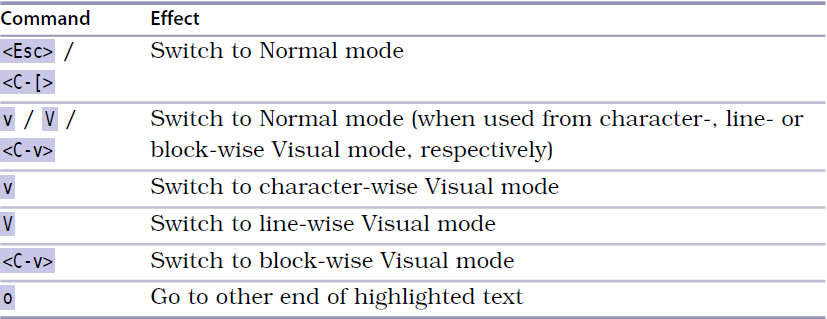 Command Effect
<Esc> / Switch to Normal mode
<C-[>
v / V / Switch to Normal mode (when used from character-, line- or
<C-v> block-wise Visual mode, respectively)
v Switch to character-wise Visual mode
V Switch to line-wise Visual mode
<C-v> Switch to block-wise Visual mode
o Go to other end of highlighted text